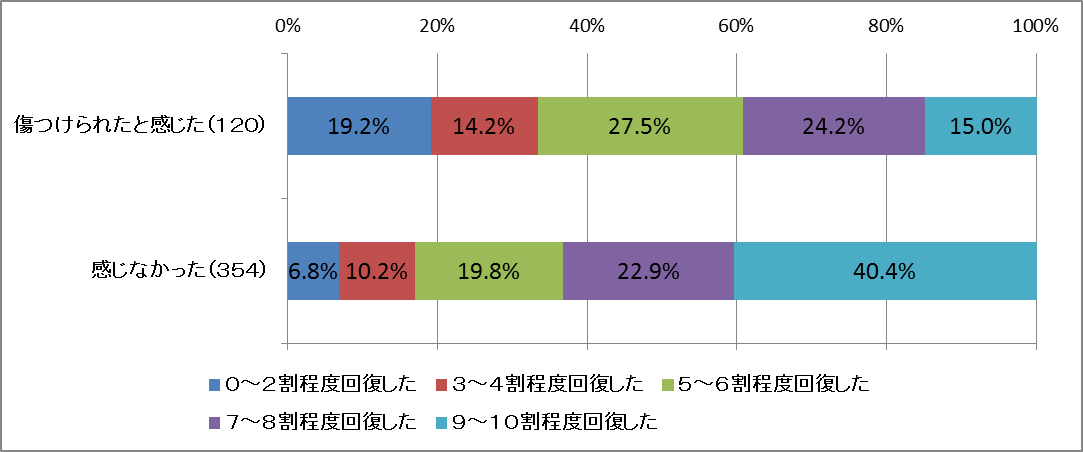 0% 20% 40% 60% 80% 100%
傷つけられたと感じた（１２０） 19.2% 14.2% 27.5% 24.2% 15.0%
感じなかった（３５４） 6.8% 10.2% 19.8% 22.9% 40.4%
０～２割程度回復した ３～４割程度回復した ５～６割程度回復した
７～８割程度回復した ９～１０割程度回復した